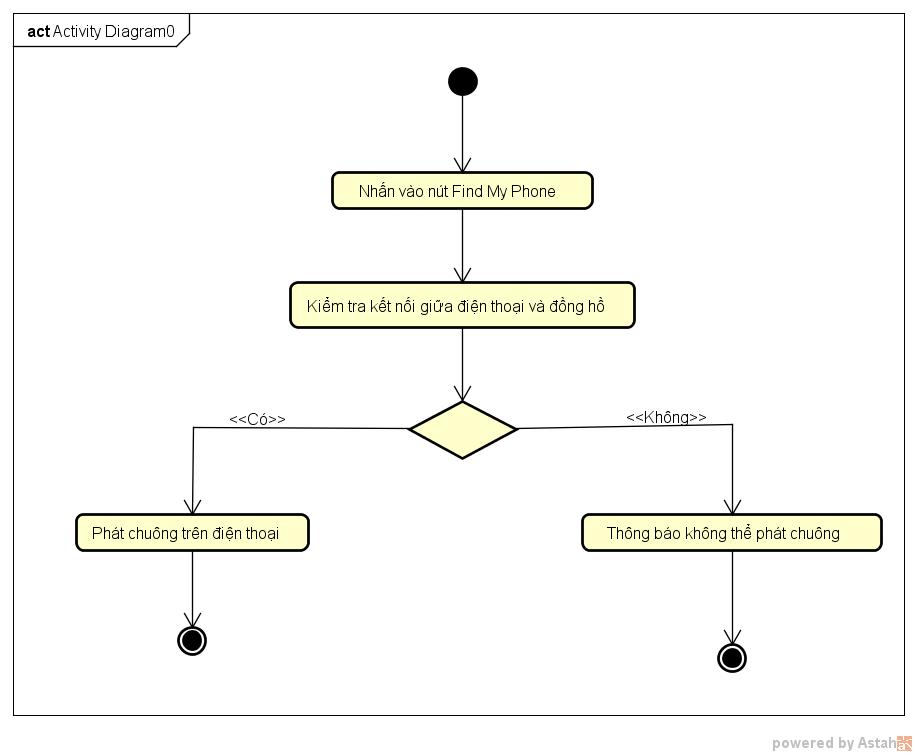 act Activity Diagram0
Nhấn vào nút Find My Phone
Kiểm tra kết nối giữa điện thoại và đồng hồ
<<Có>>
<<Không>>
Phát chuông trên điện thoại
Thông báo không thể phát chuông
powered by Astah